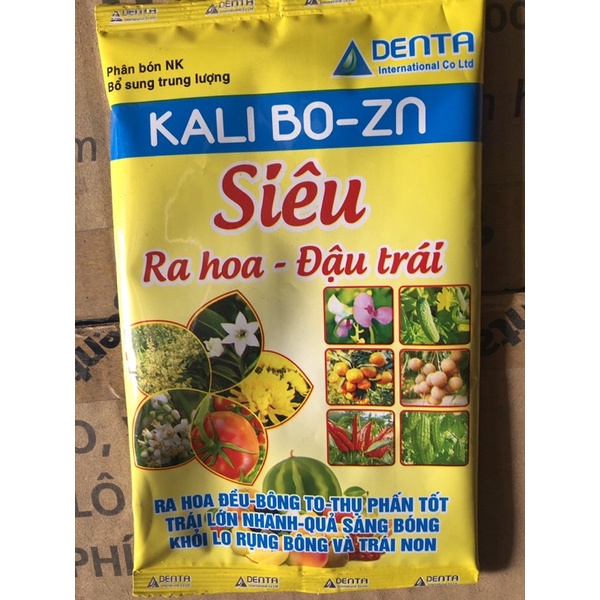 DENTA
International Co Ltd
Phân bón NK
Bổ sung trung lượng
KALI BO-ZN
Siêu
Ra hoa - Đậu trái
RA HOA ĐỀU-BÔNG TO-THỤ PHẤN TỐT
TRÁI LỚN NHANH-QUẢ SÁNG BÓNG
KHỎI LO RỤNG BÔNG VÀ TRÁI NON
DENTA DENTA DENTA DENTA